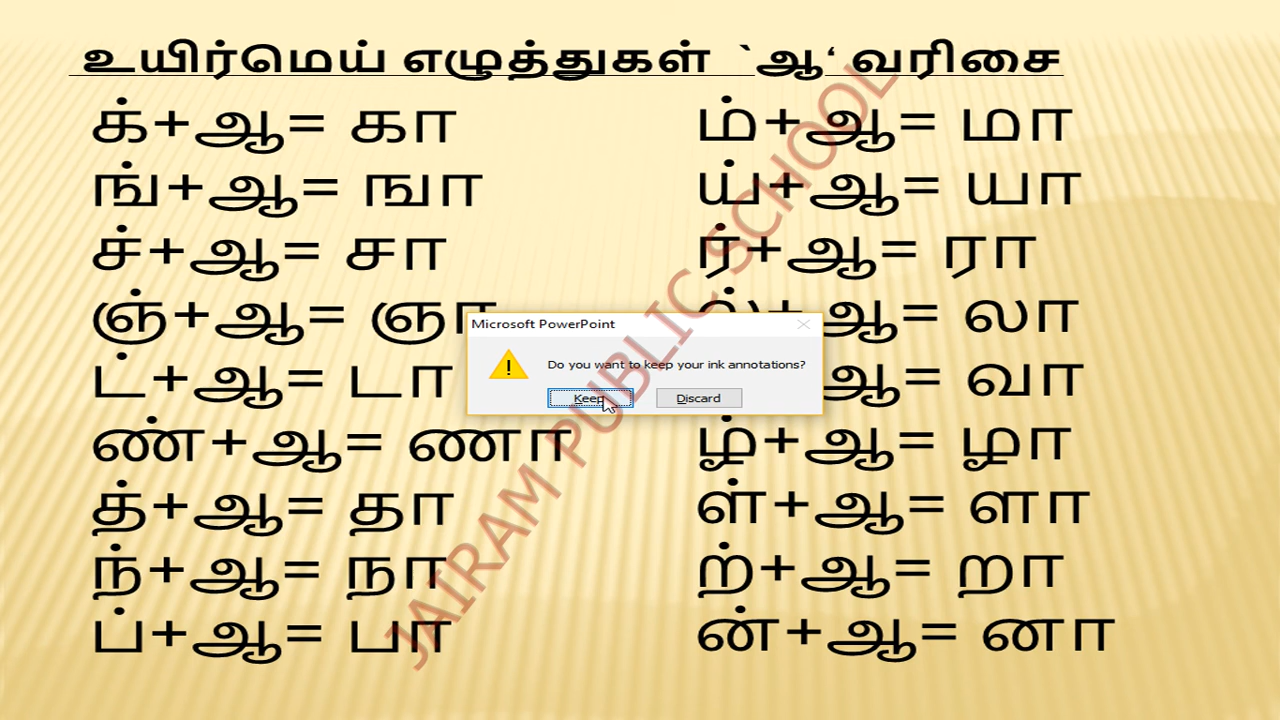 உயிர்மெய் எழுத்துகள் `ஆ‘ வரிசை
க்+ஆ= கா
ங்+ஆ= ஙா
ச்+ஆ= சா
ஞ்+ஆ= ஞா
ட்+ஆ= டா
ண்+ஆ= ணா
த்+ஆ= தா
ந்+ஆ= நா
ப்+ஆ= பா
ம்+ஆ= மா
ய்+ஆ= யா
ர்+ஆ= ரா
ல்+ஆ= லா
ஆ= வா
ழ்+ஆ= ழா
ள்+ஆ= ளா
ற்+ஆ= றா
ன்+ஆ= னா
Microsoft PowerPoint
Do you want to keep your ink annotations?
Keep
Discard
JAIRAM PUBLIC SCHOOL